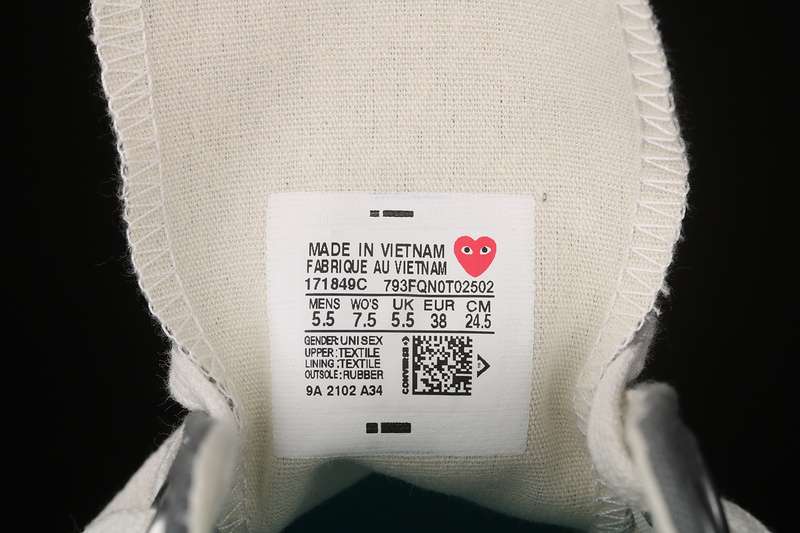 MADE IN VIETNAM
FABRIQUE AU VIETNAM
171849C 793FQN0T02502
MENS WO'S UK EUR CM
5.5 7.5 5.5 38 24.5
GENDER: UNISEX
UPPER: TEXTILE
LINING: TEXTILE
OUTSOLE: RUBBER
9A 2102 A34
CONVERSE